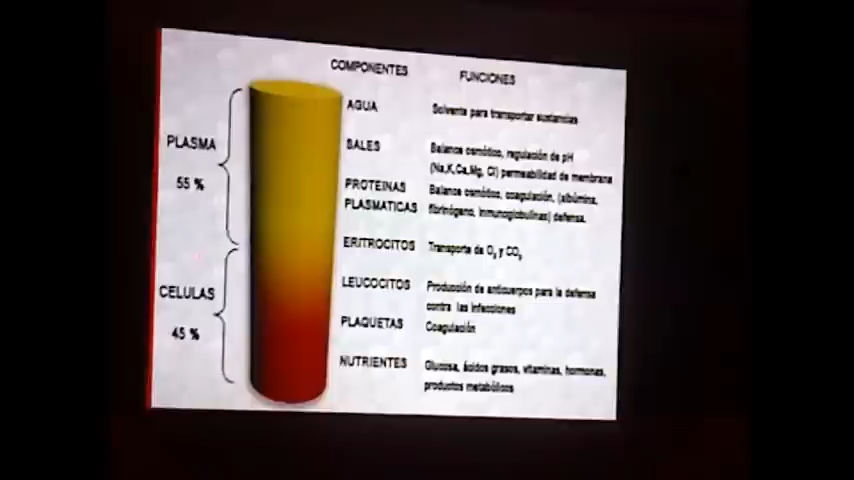 COMPONENTES FUNCIONES
AGUA Solvente para transportar sustancias
PLASMA
55 %
SALES Balance osmótico, regulación de pH
(Na,K,Ca,Mg, Cl) permeabilidad de membrana
PROTEINAS Balance osmótico, coagulación, (albúmina,
PLASMATICAS fibrinógeno, inmunoglobulinas) defensa.
ERITROCITOS Transporte de O2 y CO2
CELULAS
45 %
LEUCOCITOS Producción de anticuerpos para la defensa
contra las infecciones
PLAQUETAS Coagulación
NUTRIENTES Glucosa, ácidos grasos, vitaminas, hormonas,
productos metabólicos